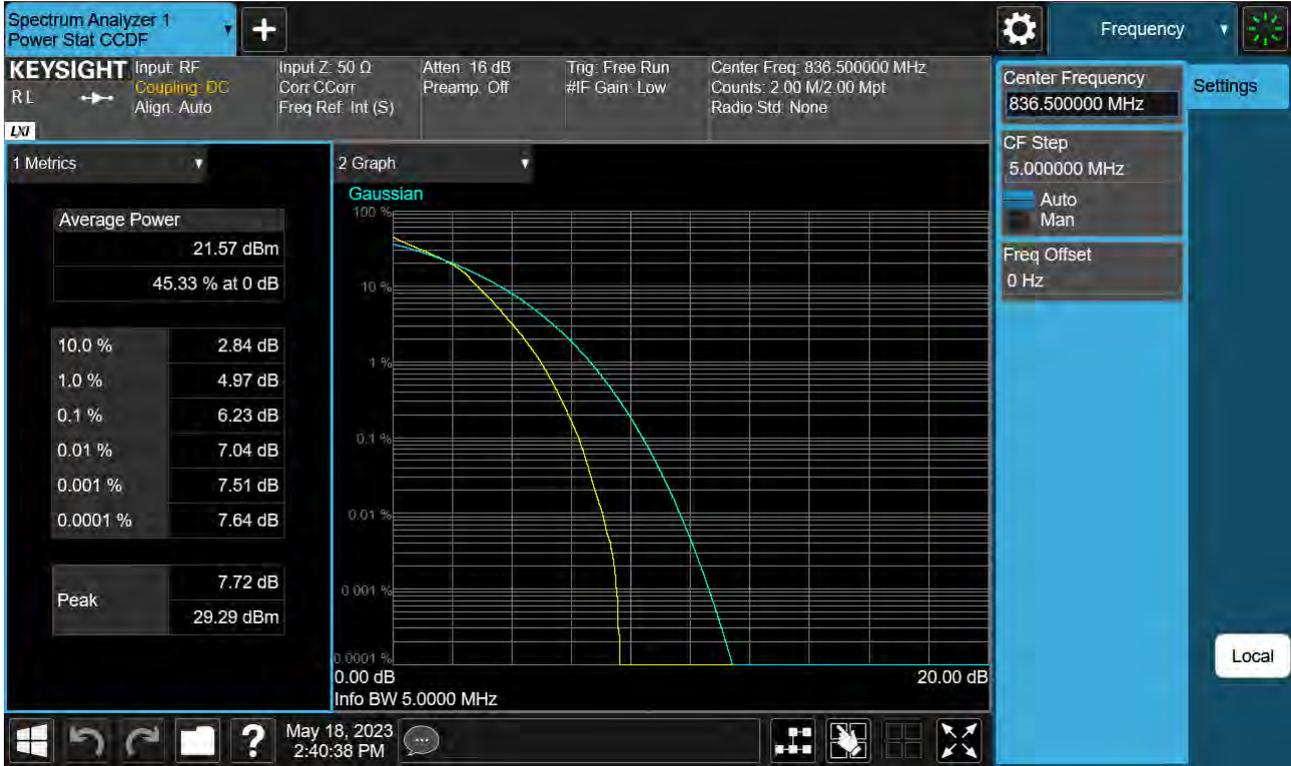 Spectrum Analyzer 1
Power Stat CCDF
+
Frequency
KEYSIGHT
RL
LXI
Input: RF
Coupling: DC
Align: Auto
Input Z: 50 Ω
Corr CCorr
Freq Ref: Int (S)
Atten: 16 dB
Preamp: Off
Trig: Free Run
#IF Gain: Low
Center Freq: 836.500000 MHz
Counts: 2.00 M/2.00 Mpt
Radio Std: None
Center Frequency
836.500000 MHz
Settings
CF Step
5.000000 MHz
Auto
Man
Freq Offset
0 Hz
Local
1 Metrics
Average Power
21.57 dBm
45.33 % at 0 dB
10.0 % 2.84 dB
1.0 % 4.97 dB
0.1 % 6.23 dB
0.01 % 7.04 dB
0.001 % 7.51 dB
0.0001 % 7.64 dB
Peak
7.72 dB
29.29 dBm
2 Graph
Gaussian
100 %
10 %
1 %
0.1 %
0.01 %
0.001 %
0.0001 %
0.00 dB 20.00 dB
Info BW 5.0000 MHz
?
May 18, 2023
2:40:38 PM